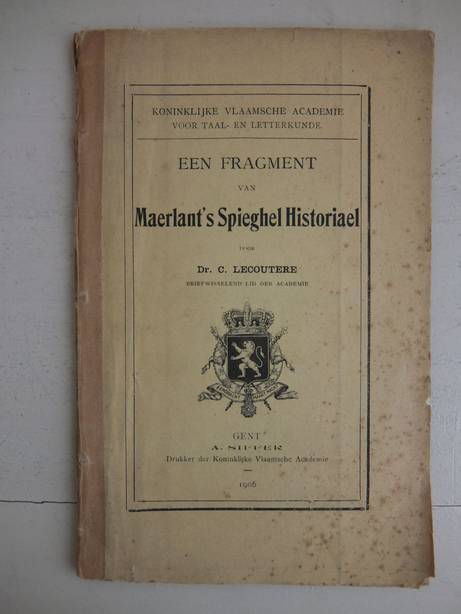 KONINKLIJKE VLAAMSCHE ACADEMIE
VOOR TAAL- EN LETTERKUNDE.
EEN FRAGMENT
VAN
Maerlant's Spieghel Historiael
DOOR
Dr. C. LECOUTERE
BRIEFWISSELEND LID DER ACADEMIE
GENT
A. SIFFER
Drukker der Koninklijke Vlaamsche Academie
1906